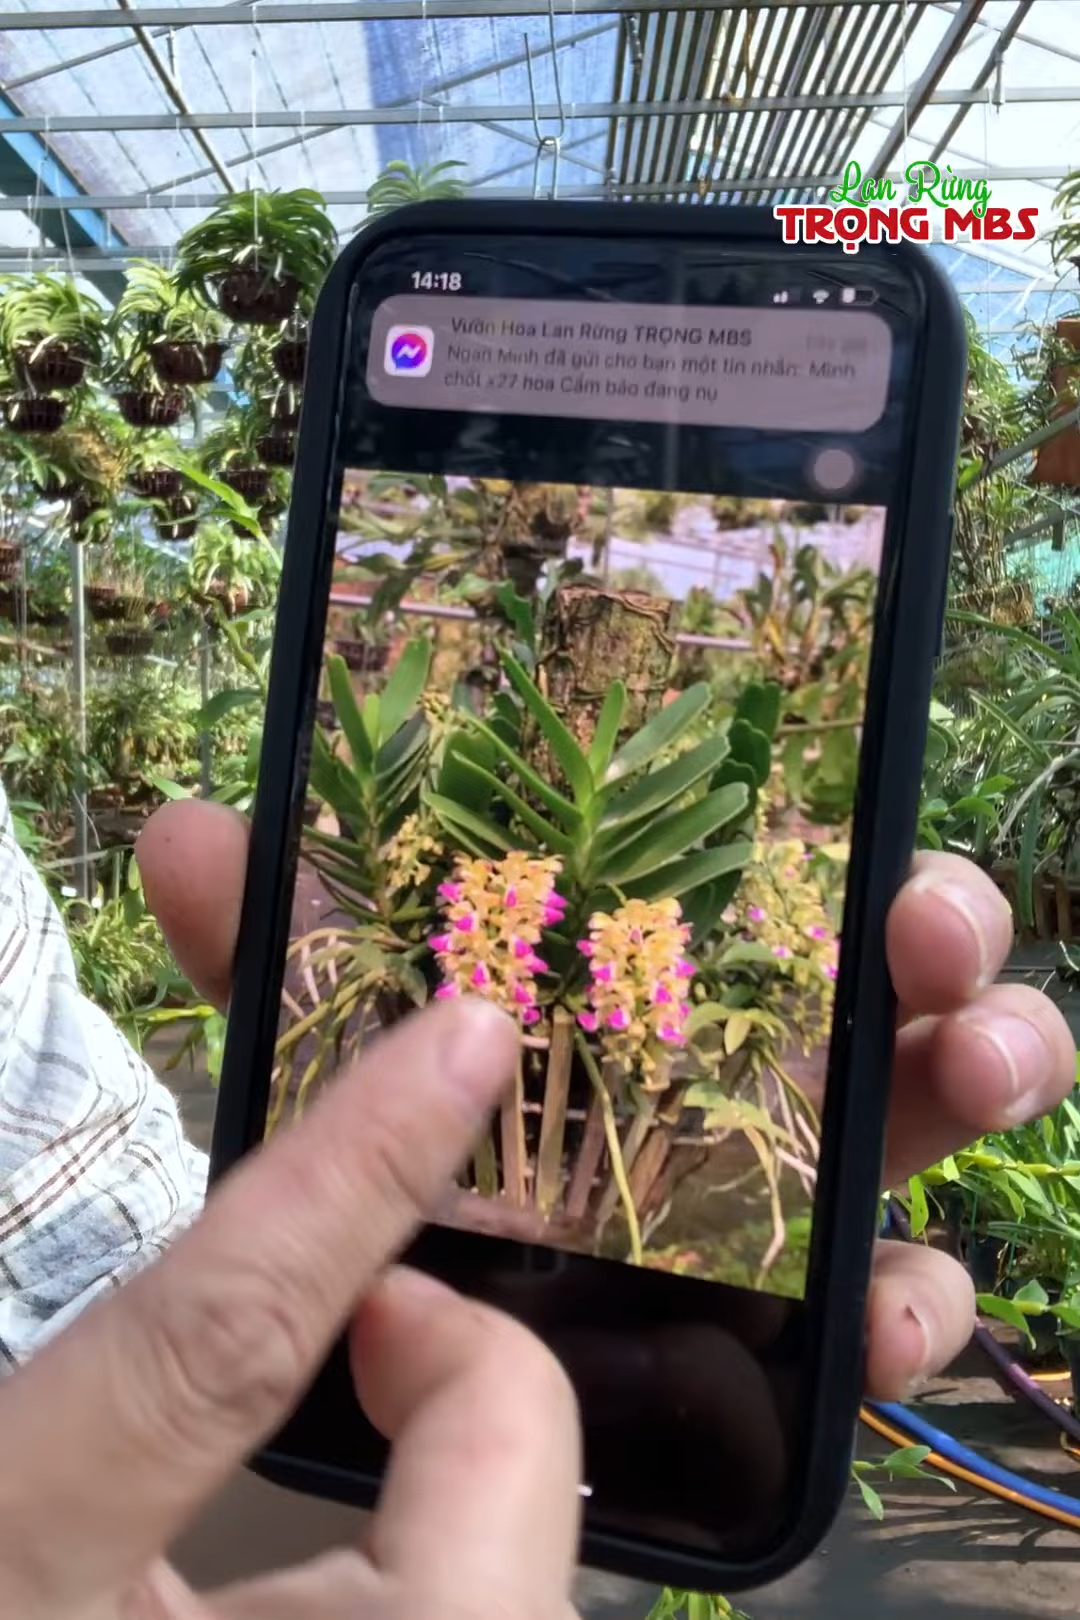 Lan Rừng
TRỌNG MBS
14:18
Vườn Hoa Lan Rừng TRỌNG MBS
Ngan Minh đã gửi cho bạn một tin nhắn: Mình
chốt x27 hoa Cẩm báo đang nụ